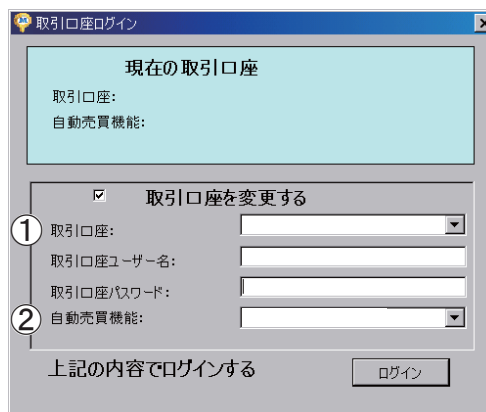 取引口座ログイン
現在の取引口座
取引口座:
自動売買機能:
取引口座を変更する
① 取引口座:
取引口座ユーザー名:
取引口座パスワード:
② 自動売買機能:
上記の内容でログインする
ログイン